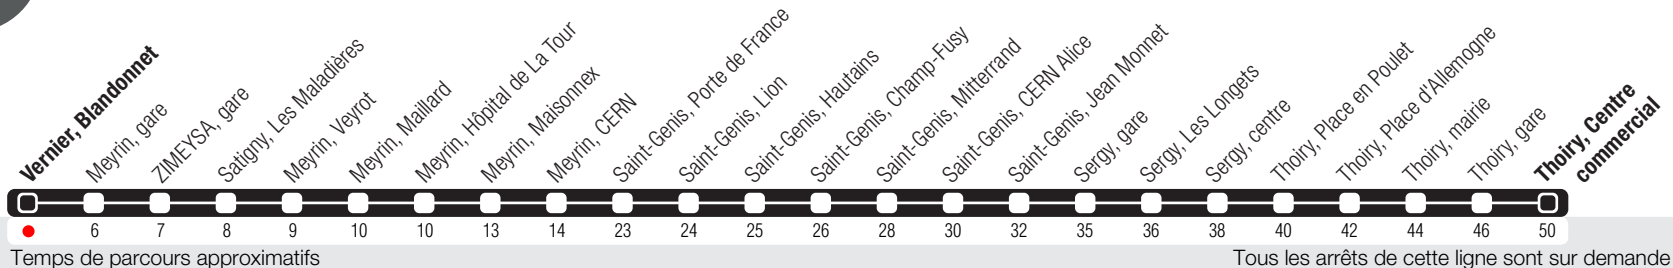 Vernier, Blandonnet
Meyrin, gare
ZIMEYSA, gare
Satigny, Les Maladières
Meyrin, Veyrot
Meyrin, Maillard
Meyrin, Hôpital de La Tour
Meyrin, Maisonnex
Meyrin, CERN
Saint-Genis, Porte de France
Saint-Genis, Lion
Saint-Genis, Hautains
Saint-Genis, Champ-Fusy
Saint-Genis, Mitterrand
Saint-Genis, CERN Alice
Saint-Genis, Jean Monnet
Sergy, gare
Sergy, Les Longets
Sergy, centre
Thoiry, Place en Poulet
Thoiry, Place d'Allemogne
Thoiry, mairie
Thoiry, gare
Thoiry, Centre
commercial
6 7 8 9 10 10 13 14 23 24 25 26 28 30 32 35 36 38 40 42 44 46 50
Temps de parcours approximatifs
Tous les arrêts de cette ligne sont sur demande